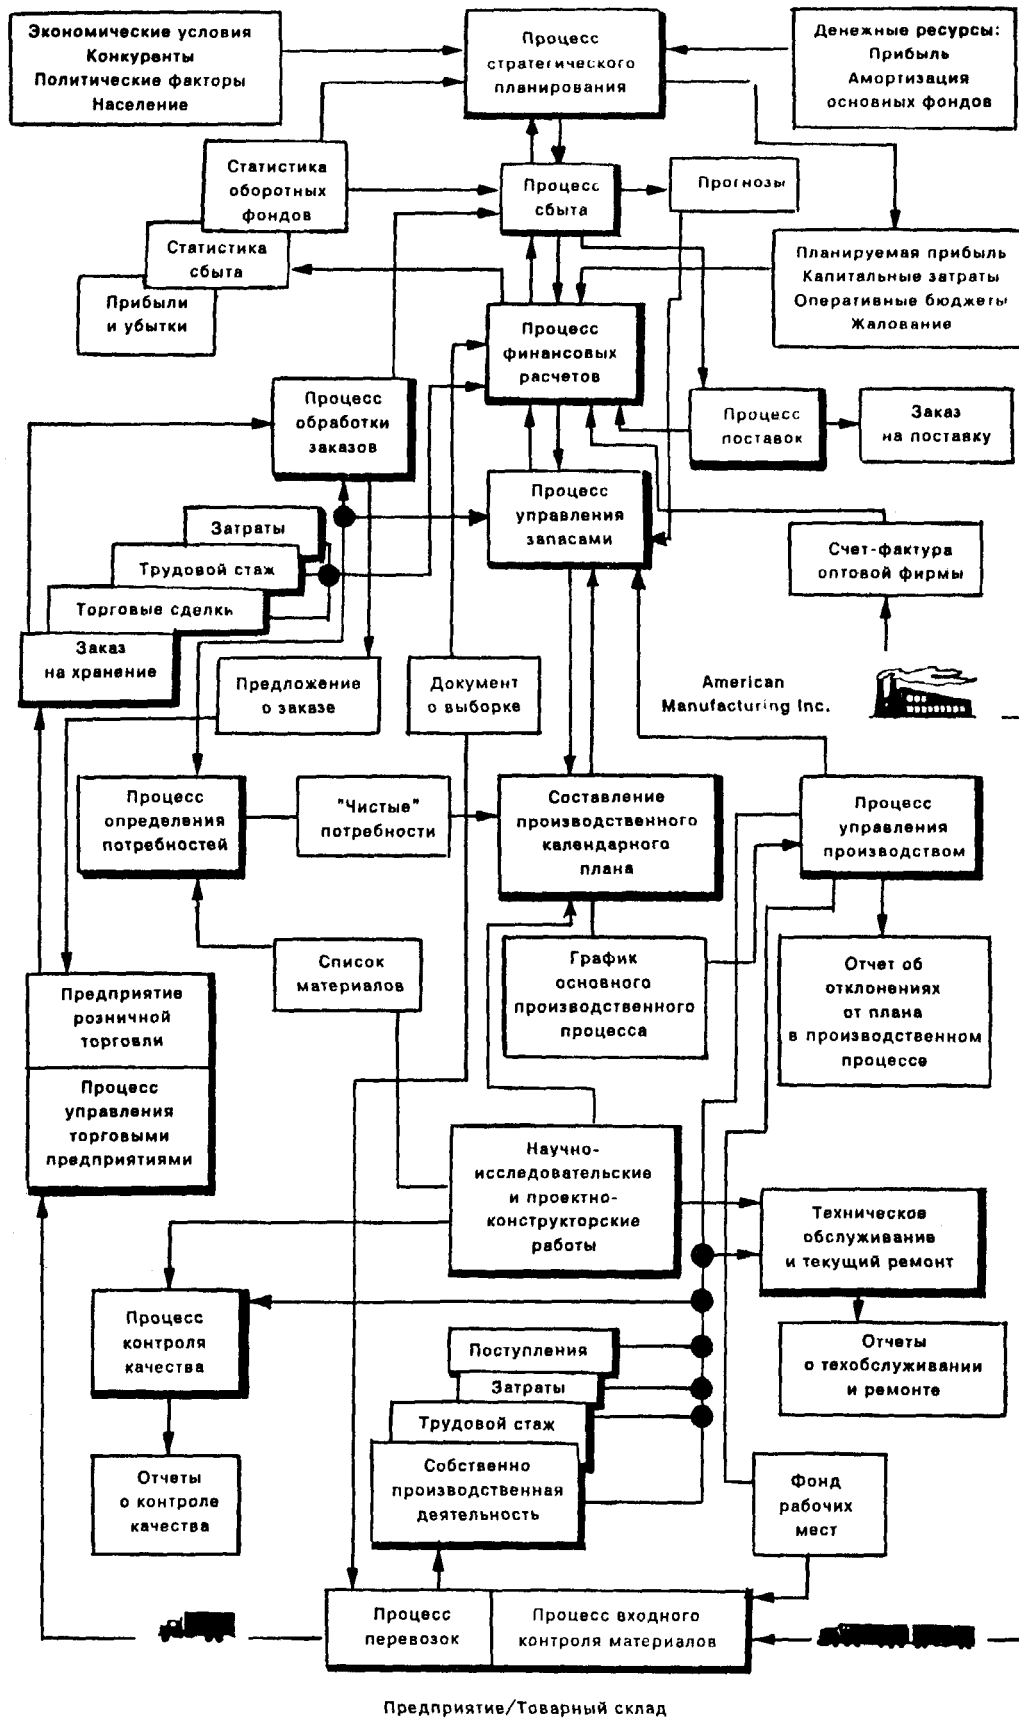 Экономические условия
Конкуренты
Политические факторы
Население
Процесс
стратегического
планирования
Денежные ресурсы:
Прибыль
Амортизация
основных фондов
Статистика
оборотных
фондов
Статистика
сбыта
Прибыли
и убытки
Процесс
сбыта
Прогнозы
Планируемая прибыль
Капитальные затраты
Оперативные бюджеты
Жалование
Процесс
финансовых
расчетов
Процесс
обработки
заказов
Процесс
поставок
Заказ
на поставку
Процесс
управления
запасами
Затраты
Трудовой стаж
Торговые сделки
Заказ
на хранение
Счет-фактура
оптовой фирмы
Предложение
о заказе
Документ
о выборке
American
Manufacturing Inc.
Процесс
определения
потребностей
"Чистые"
потребности
Составление
производственного
календарного
плана
Процесс
управления
производством
Список
материалов
График
основного
производственного
процесса
Отчет об
отклонениях
от плана
в производственном
процессе
Предприятие
розничной
торговли
Процесс
управления
торговыми
предприятиями
Научно-
исследовательские
и проектно-
конструкторские
работы
Техническое
обслуживание
и текущий ремонт
Процесс
контроля
качества
Отчеты
о техобслуживании
и ремонте
Поступления
Затраты
Трудовой стаж
Собственно
производственная
деятельность
Отчеты
о контроле
качества
Фонд
рабочих
мест
Процесс
перевозок
Процесс входного
контроля материалов
Предприятие/Товарный склад